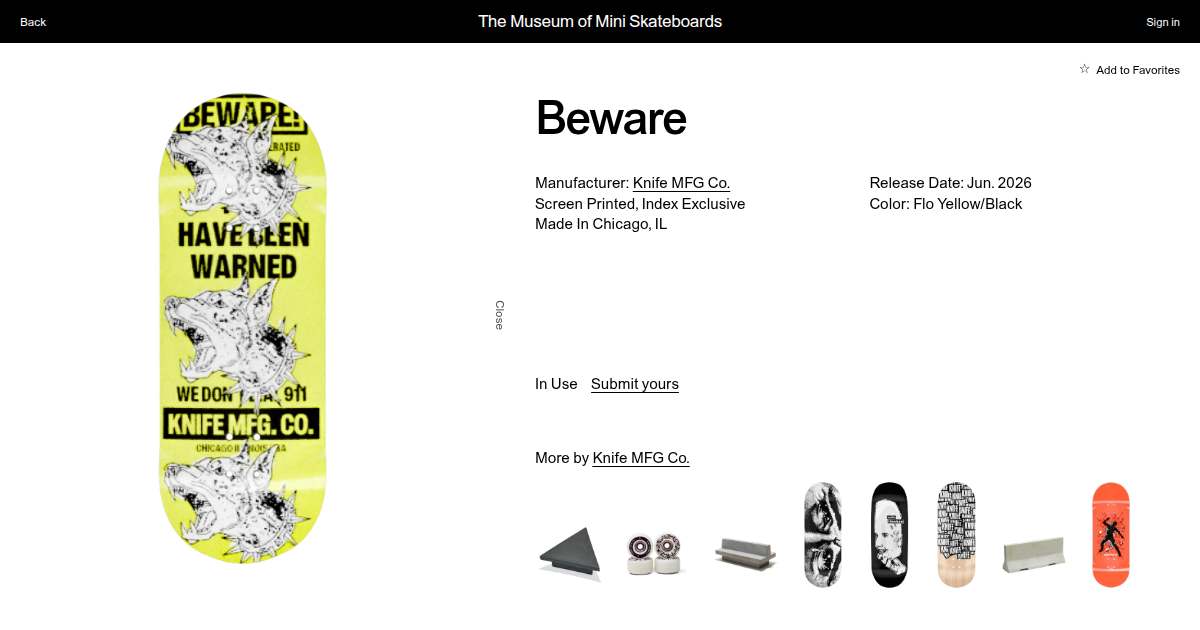 Back
The Museum of Mini Skateboards
Sign in
☆ Add to Favorites
Beware
Manufacturer: Knife MFG Co.
Screen Printed, Index Exclusive
Made In Chicago, IL
Release Date: Jun. 2026
Color: Flo Yellow/Black
Close
In Use Submit yours
More by Knife MFG Co.
BEWARE!
HAVE BEEN
WARNED
911
KNIFE MFG. CO.